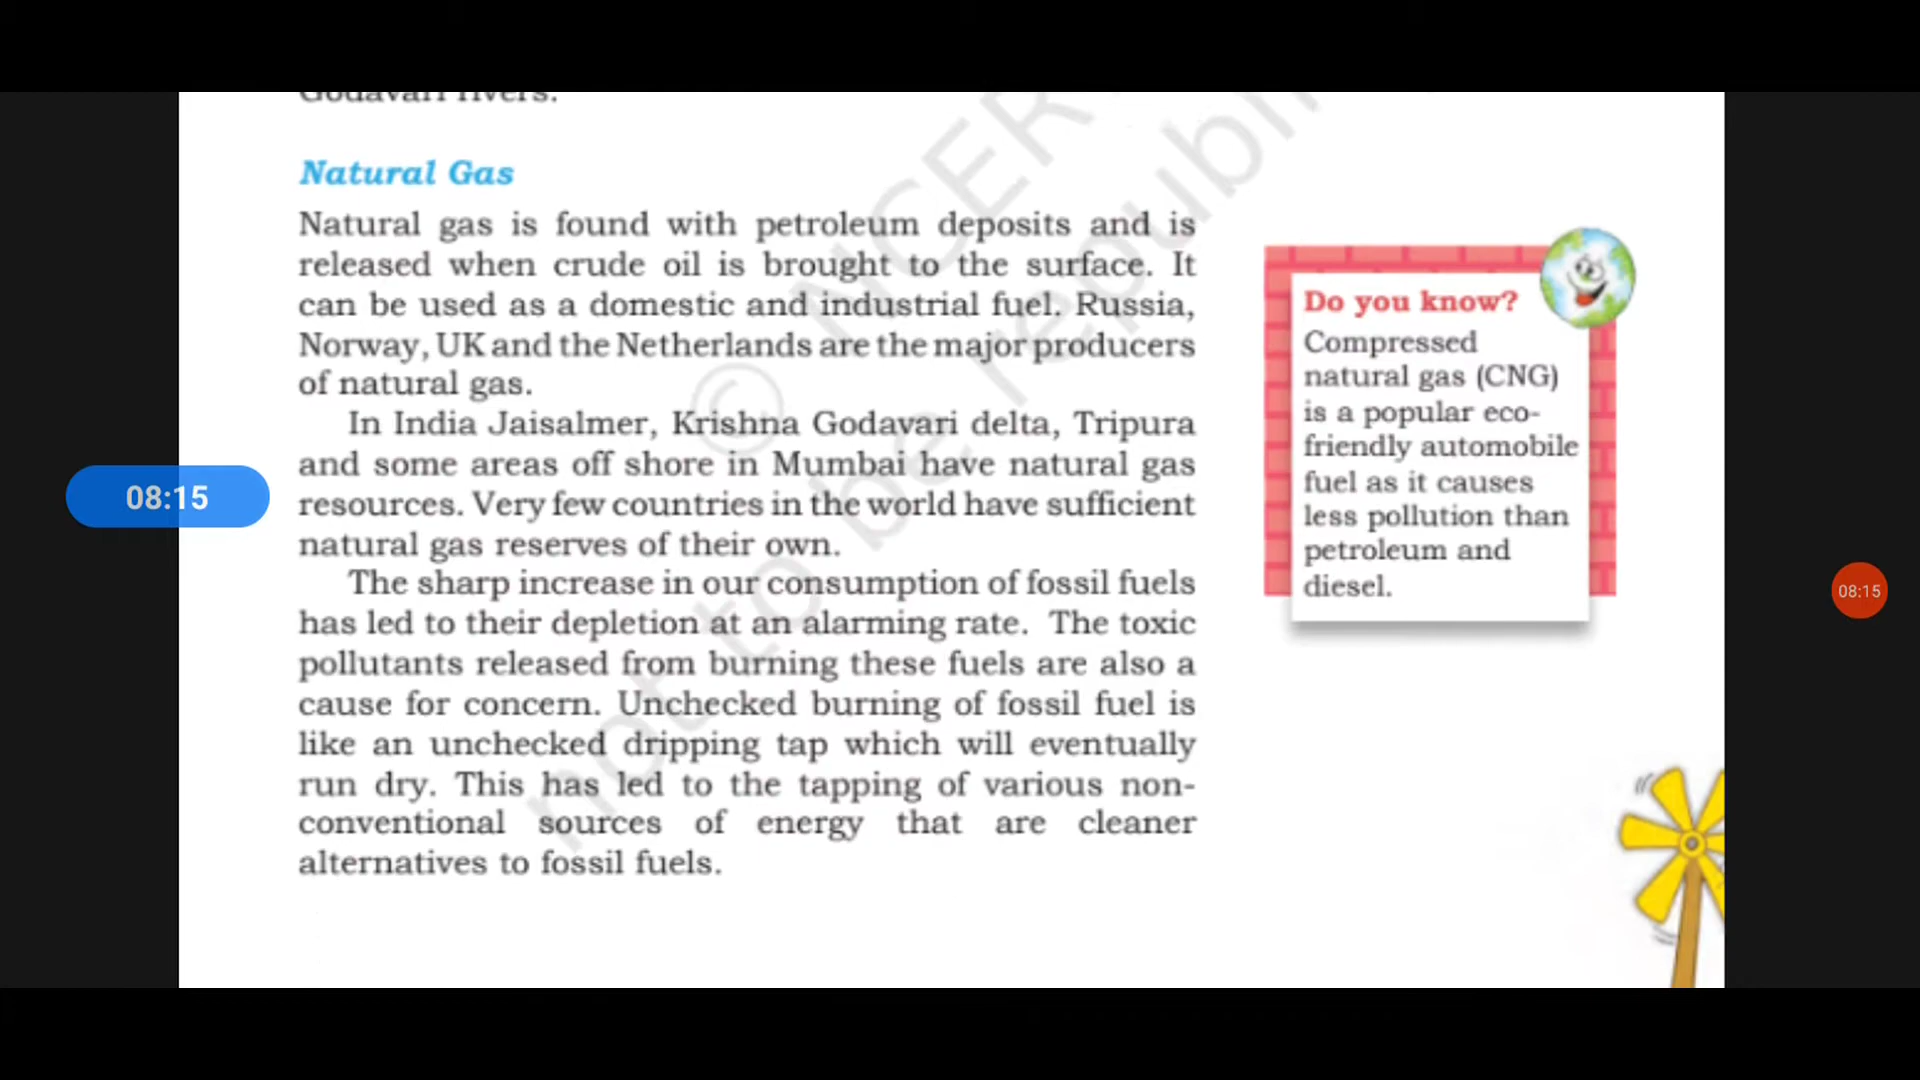 Godavari rivers.
Natural Gas
Natural gas is found with petroleum deposits and is
released when crude oil is brought to the surface. It
can be used as a domestic and industrial fuel. Russia,
Norway, UK and the Netherlands are the major producers
of natural gas.
In India Jaisalmer, Krishna Godavari delta, Tripura
and some areas off shore in Mumbai have natural gas
resources. Very few countries in the world have sufficient
natural gas reserves of their own.
The sharp increase in our consumption of fossil fuels
has led to their depletion at an alarming rate. The toxic
pollutants released from burning these fuels are also a
cause for concern. Unchecked burning of fossil fuel is
like an unchecked dripping tap which will eventually
run dry. This has led to the tapping of various non-
conventional sources of energy that are cleaner
alternatives to fossil fuels.
Do you know?
Compressed
natural gas (CNG)
is a popular eco-
friendly automobile
fuel as it causes
less pollution than
petroleum and
diesel.
08:15
08:15
© NCER
not to be republi